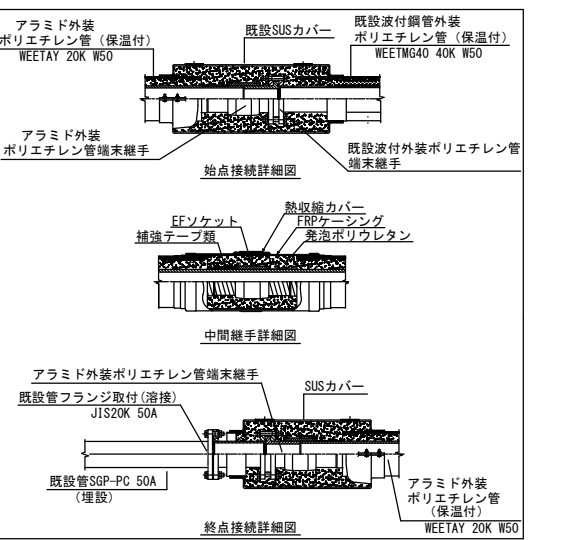 アラミド外装
ポリエチレン管（保温付）
WEETAY 20K W50
既設SUSカバー
既設波付鋼管外装
ポリエチレン管（保温付）
WEETMG40 40K W50
アラミド外装
ポリエチレン管端末継手
既設波付外装ポリエチレン管
端末継手
始点接続詳細図
熱収縮カバー
EFソケット
FRPケーシング
補強テープ類
発泡ポリウレタン
中間継手詳細図
アラミド外装ポリエチレン管端末継手
SUSカバー
既設管フランジ取付(溶接)
JIS20K 50A
既設管SGP-PC 50A
（埋設）
アラミド外装
ポリエチレン管
（保温付）
WEETAY 20K W50
終点接続詳細図